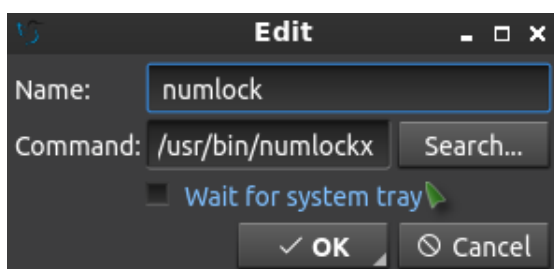 Edit
Name: numlock
Command: /usr/bin/numlockx Search...
Wait for system tray
OK Cancel